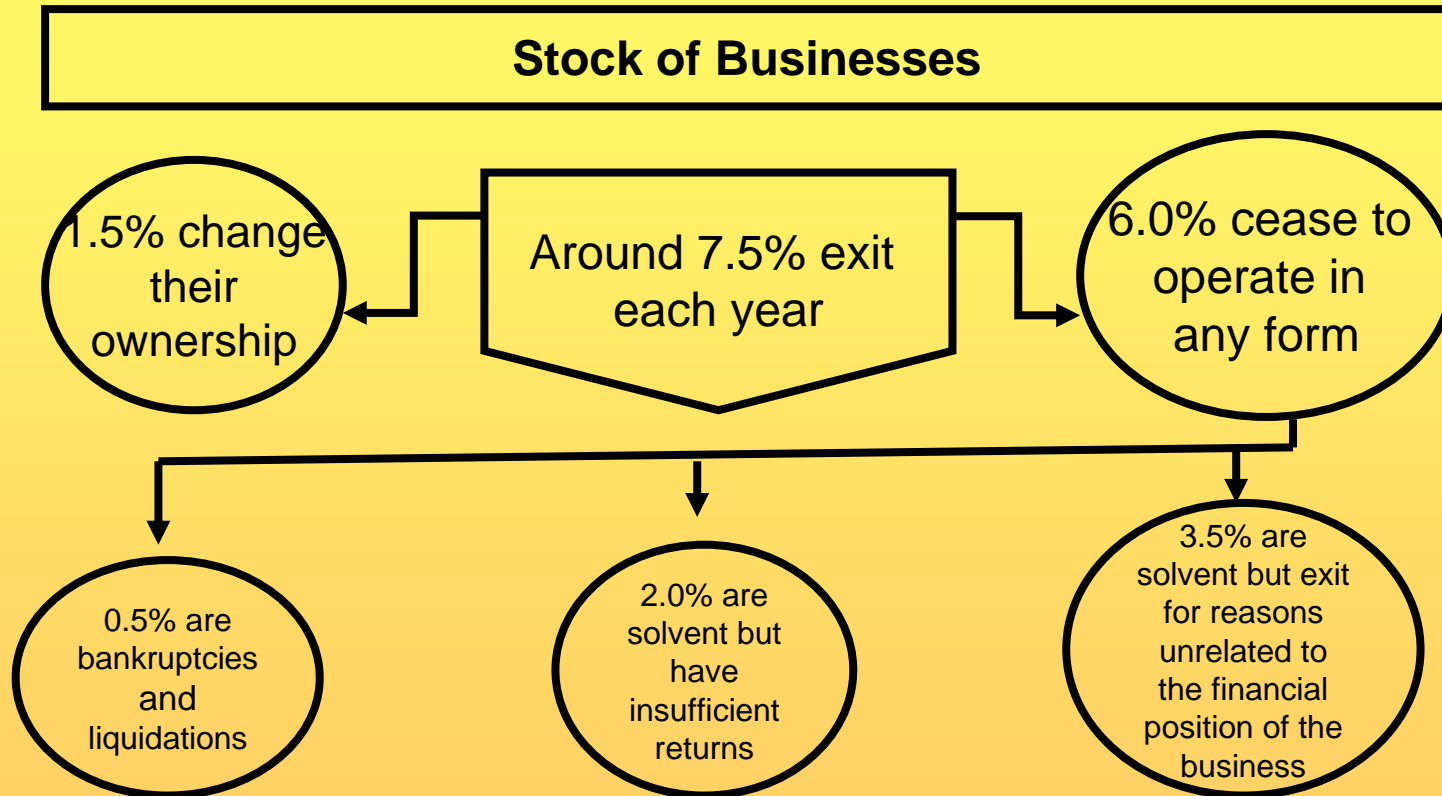 Stock of Businesses
1.5% change
their
ownership
Around 7.5% exit
each year
6.0% cease to
operate in
any form
0.5% are
bankruptcies
and
liquidations
2.0% are
solvent but
have
insufficient
returns
3.5% are
solvent but exit
for reasons
unrelated to
the financial
position of the
business